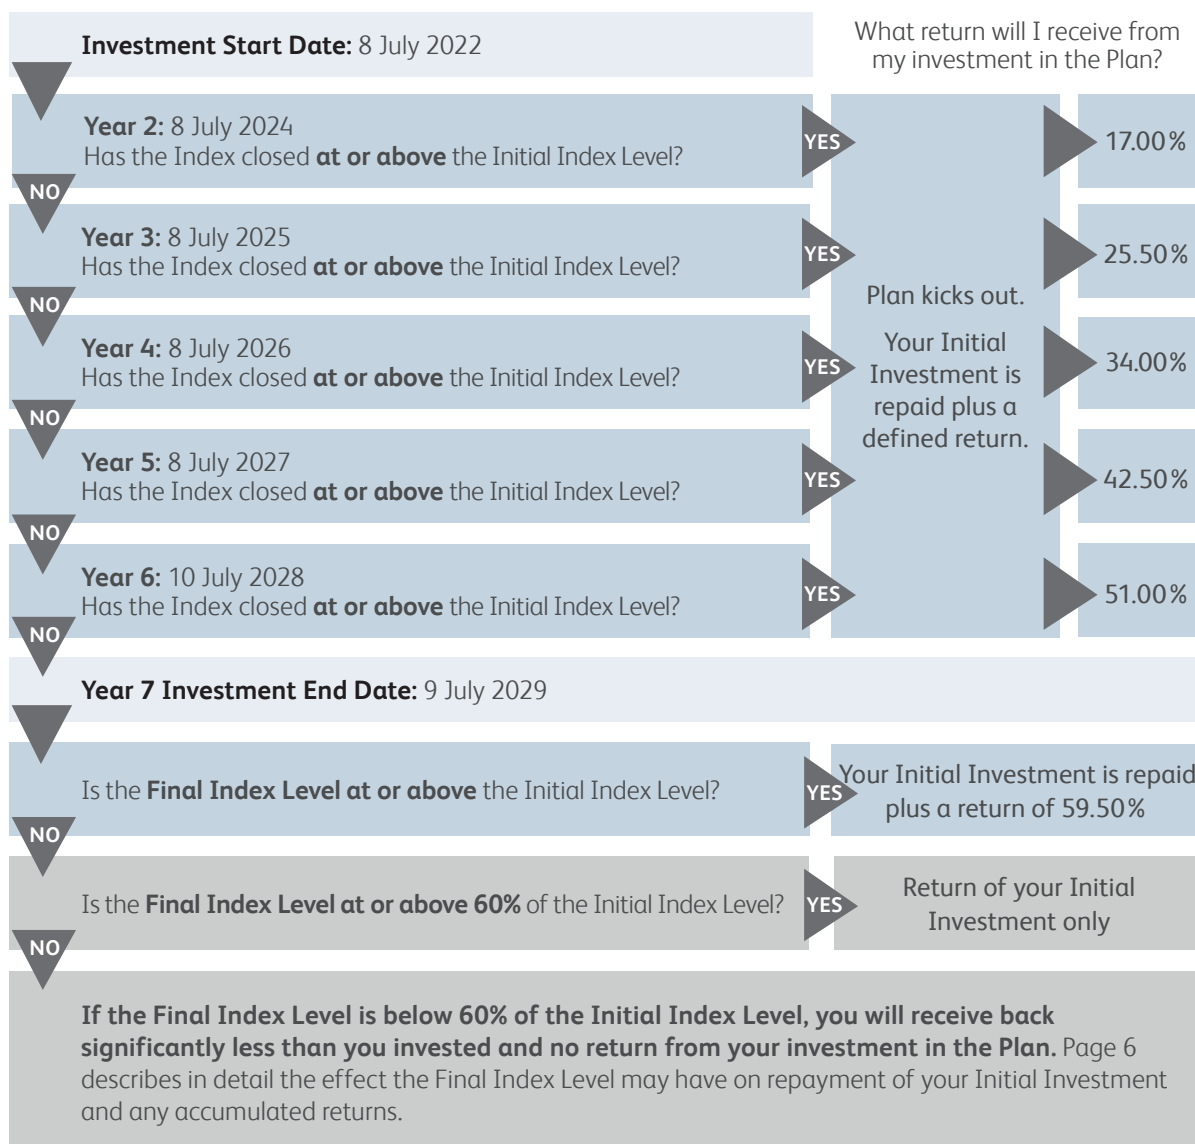 Investment Start Date: 8 July 2022
What return will I receive from
my investment in the Plan?
Year 2: 8 July 2024
Has the Index closed at or above the Initial Index Level?
YES
17.00%
NO
Year 3: 8 July 2025
Has the Index closed at or above the Initial Index Level?
YES
25.50%
NO
Plan kicks out.
Your Initial
Investment is
repaid plus a
defined return.
Year 4: 8 July 2026
Has the Index closed at or above the Initial Index Level?
YES
34.00%
NO
Year 5: 8 July 2027
Has the Index closed at or above the Initial Index Level?
YES
42.50%
NO
Year 6: 10 July 2028
Has the Index closed at or above the Initial Index Level?
YES
51.00%
NO
Year 7 Investment End Date: 9 July 2029
Is the Final Index Level at or above the Initial Index Level?
YES
Your Initial Investment is repaid
plus a return of 59.50%
NO
Is the Final Index Level at or above 60% of the Initial Index Level?
YES
Return of your Initial
Investment only
NO
If the Final Index Level is below 60% of the Initial Index Level, you will receive back
significantly less than you invested and no return from your investment in the Plan. Page 6
describes in detail the effect the Final Index Level may have on repayment of your Initial Investment
and any accumulated returns.